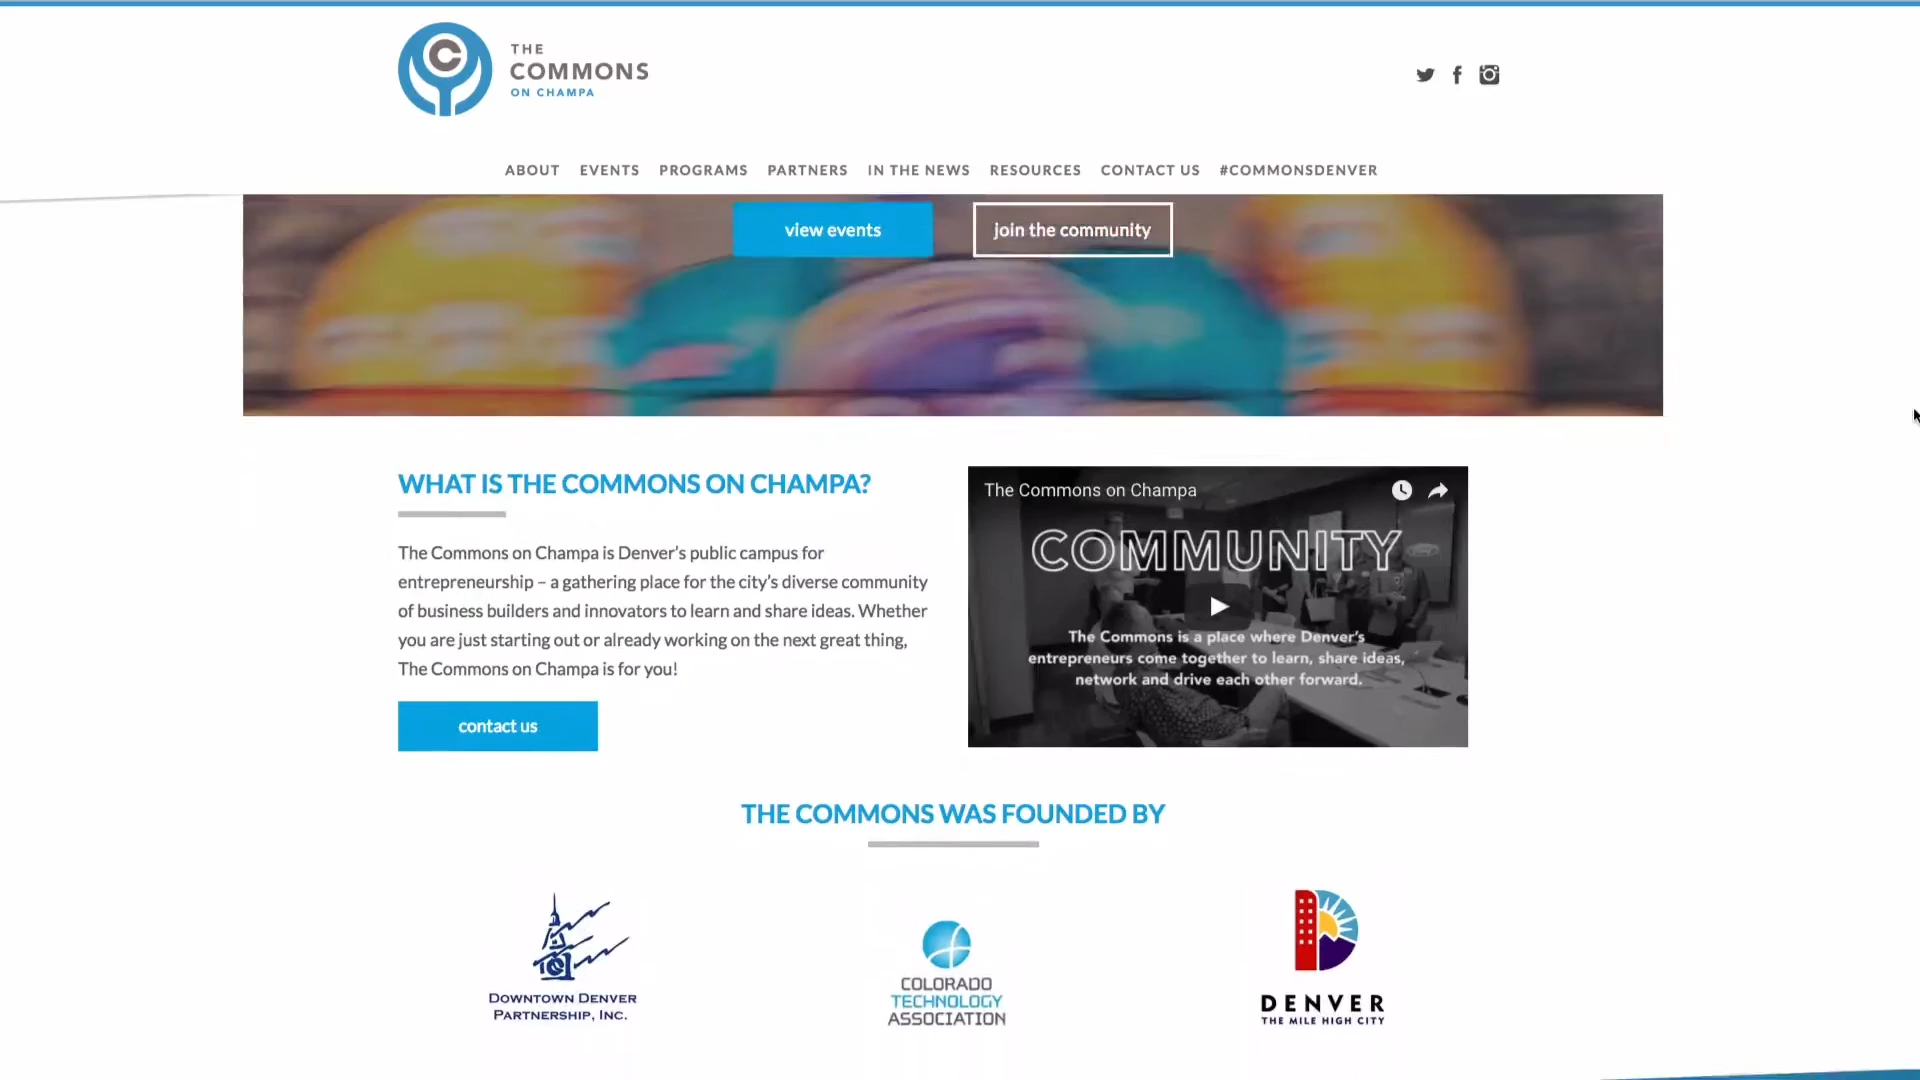 THE
COMMONS
ON CHAMPA
ABOUT EVENTS PROGRAMS PARTNERS IN THE NEWS RESOURCES CONTACT US #COMMONSDENVER
view events join the community
WHAT IS THE COMMONS ON CHAMPA?
The Commons on Champa is Denver’s public campus for
entrepreneurship – a gathering place for the city’s diverse community
of business builders and innovators to learn and share ideas. Whether
you are just starting out or already working on the next great thing,
The Commons on Champa is for you!
contact us
The Commons on Champa
COMMUNITY
The Commons is a place where Denver’s
entrepreneurs come together to learn, share ideas,
network and drive each other forward.
THE COMMONS WAS FOUNDED BY
DOWNTOWN DENVER
PARTNERSHIP, INC.
COLORADO
TECHNOLOGY
ASSOCIATION
DENVER
THE MILE HIGH CITY